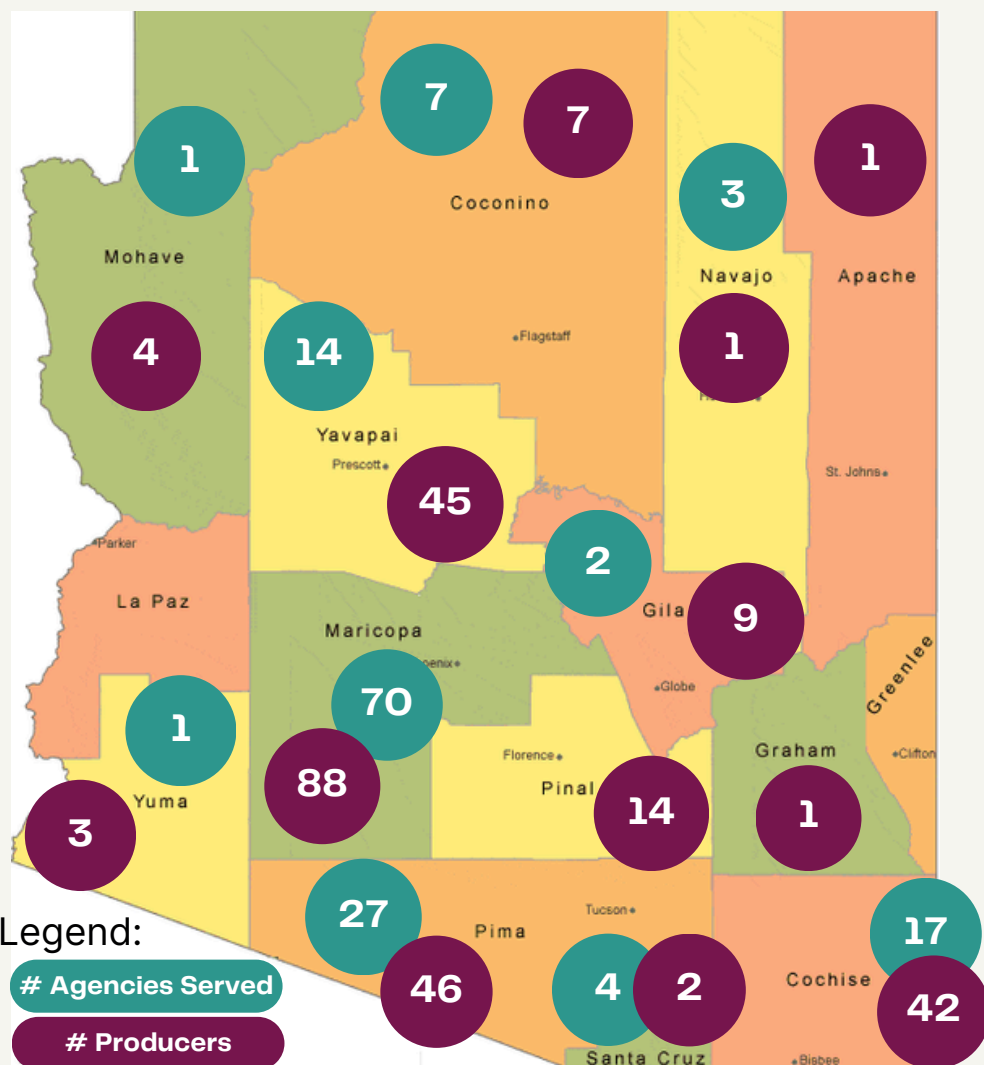 7
7
1
1
3
Coconino
Mohave
Navajo
Apache
Flagstaff
4
14
1
Yavapai
Prescott
St. Johns
45
Parker
2
La Paz
Gila
9
Maricopa
Greenlee
Globe
70
1
Florence
Graham
Clifton
88
Pinal
Yuma
14
1
3
27
Tucson
17
Legend:
Pima
# Agencies Served
46
4
2
Cochise
42
# Producers
Santa Cruz
Bisbee